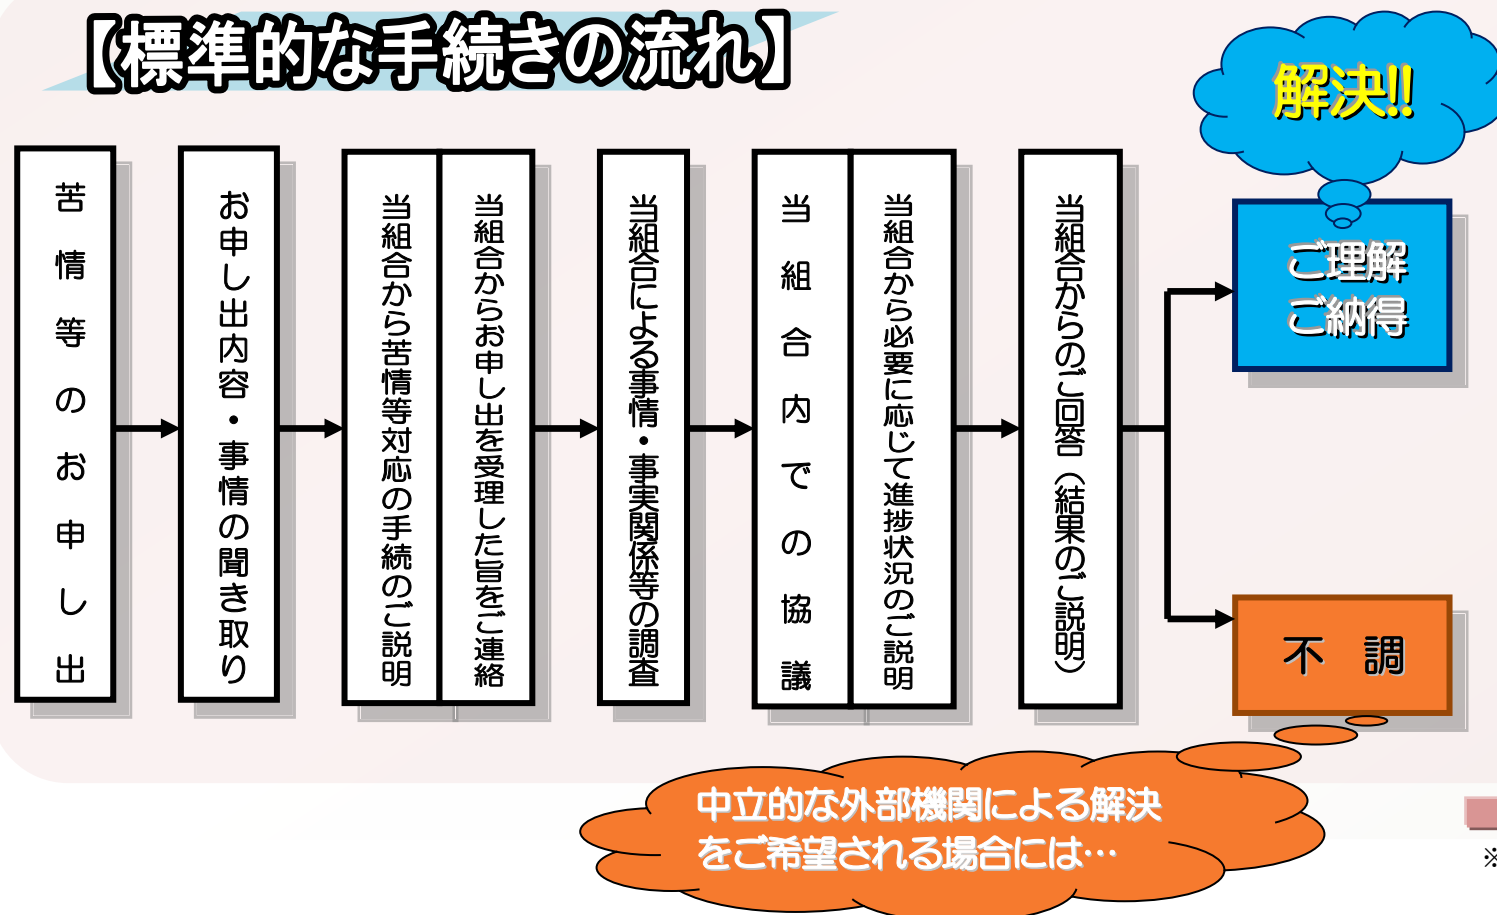 【標準的な手続きの流れ】
苦情等のお申し出
お申し出内容・事情の聞き取り
当組合から苦情等対応の手続のご説明
当組合からお申し出を受理した旨をご連絡
当組合による事情・事実関係等の調査
当組合内での協議
当組合から必要に応じて進捗状況のご説明
当組合からのご回答（結果のご説明）
解決!!
ご理解
ご納得
不調
中立的な外部機関による解決
をご希望される場合には…
※